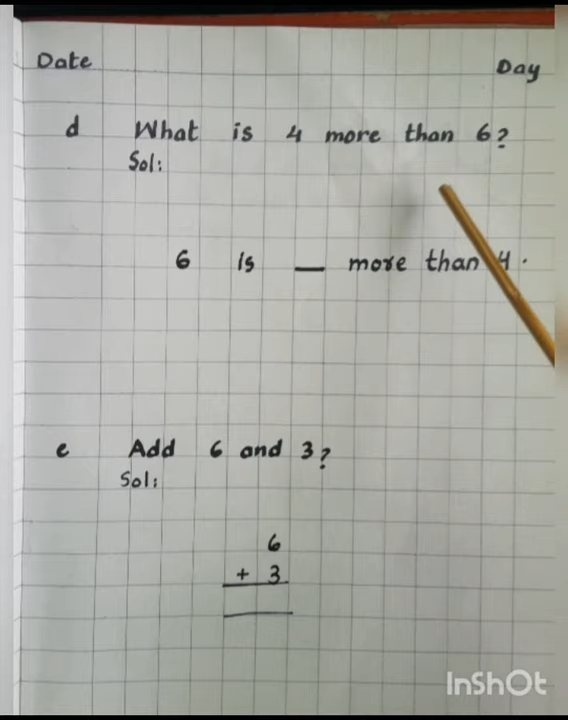 Date Day
d What is 4 more than 6?
Sol:
6 is __ more than 4.
e Add 6 and 3?
Sol:
6
+ 3
InShOt